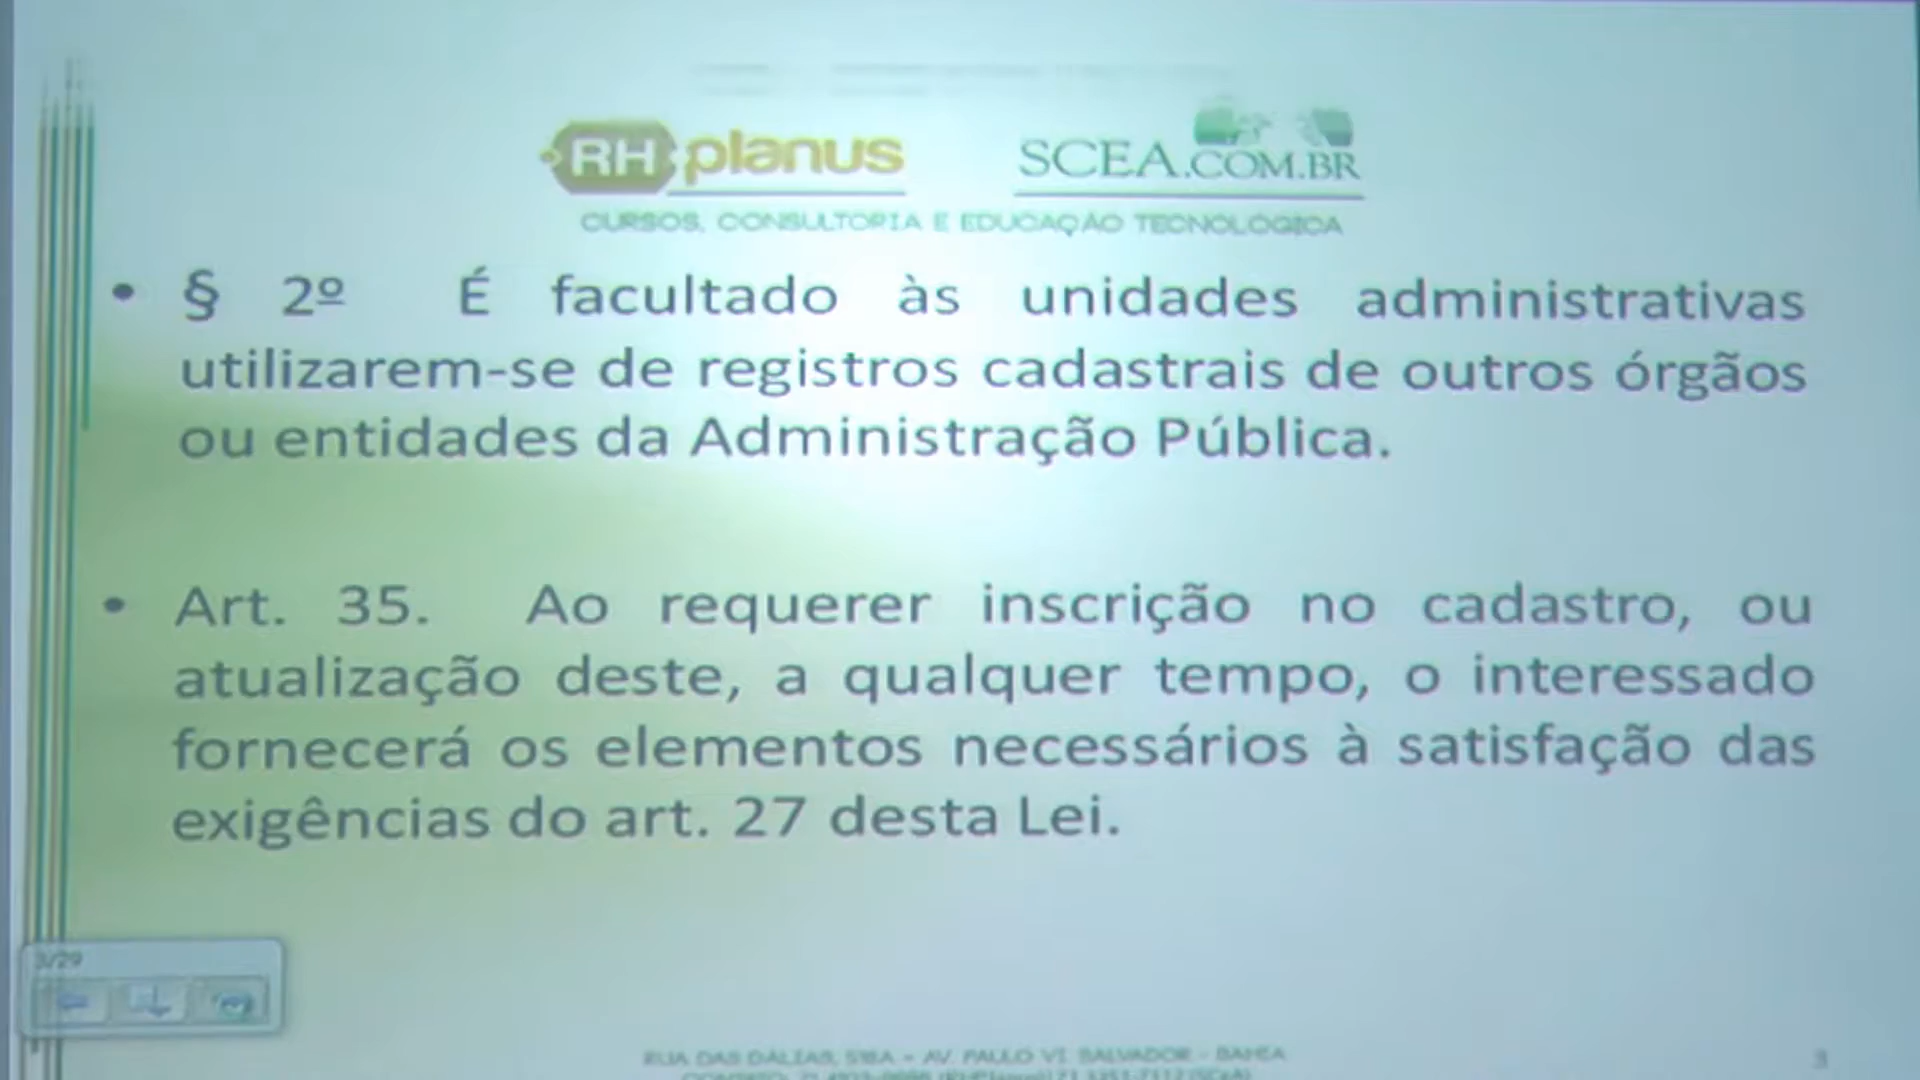 RHplanus SCEA.COM.BR
CURSOS, CONSULTORIA E EDUCAÇÃO TECNOLÓGICA
• § 2º É facultado às unidades administrativas
utilizarem-se de registros cadastrais de outros órgãos
ou entidades da Administração Pública.
• Art. 35. Ao requerer inscrição no cadastro, ou
atualização deste, a qualquer tempo, o interessado
fornecerá os elementos necessários à satisfação das
exigências do art. 27 desta Lei.
3/29
RUA DAS DÁLIAS, - AV. PAULO VI. SALVADOR - BAHIA
3